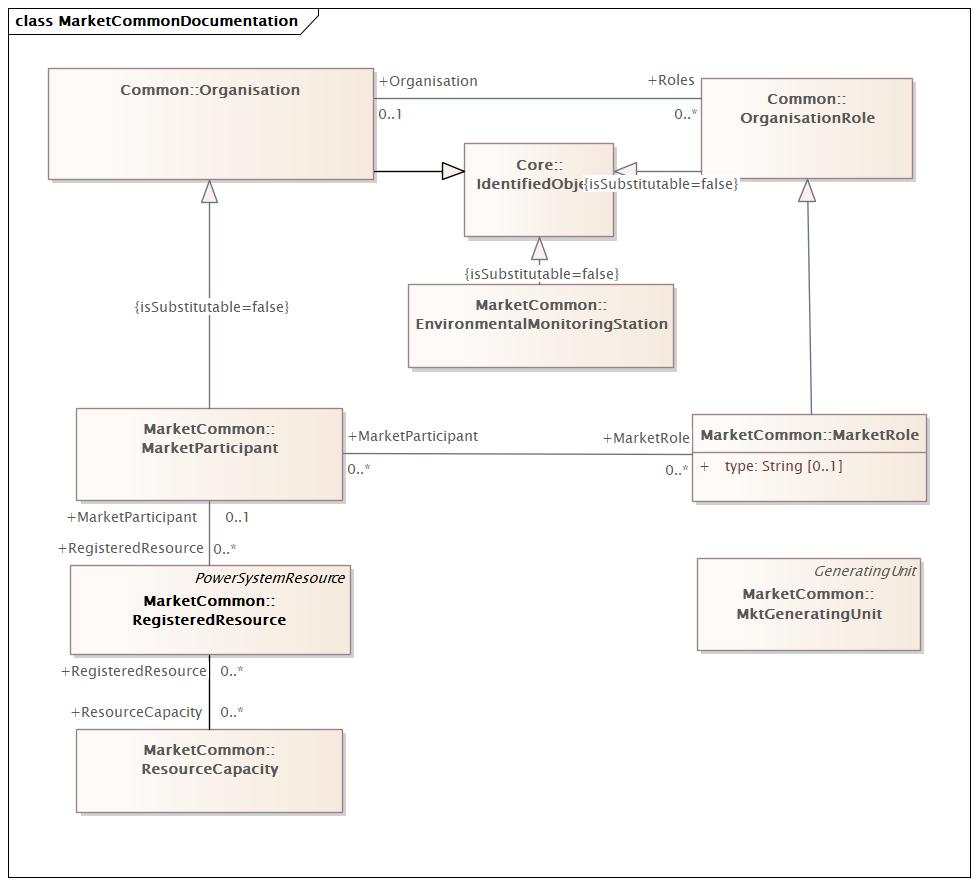 class MarketCommonDocumentation
Common::Organisation
+Organisation
0..1
+Roles
0..*
Common::
OrganisationRole
Core::
IdentifiedObje
{isSubstitutable=false}
{isSubstitutable=false}
MarketCommon::
EnvironmentalMonitoringStation
{isSubstitutable=false}
MarketCommon::
MarketParticipant
+MarketParticipant
0..*
+MarketRole
0..*
MarketCommon::MarketRole
+ type: String [0..1]
+MarketParticipant 0..1
+RegisteredResource 0..*
PowerSystemResource
MarketCommon::
RegisteredResource
GeneratingUnit
MarketCommon::
MktGeneratingUnit
+RegisteredResource 0..*
+ResourceCapacity 0..*
MarketCommon::
ResourceCapacity